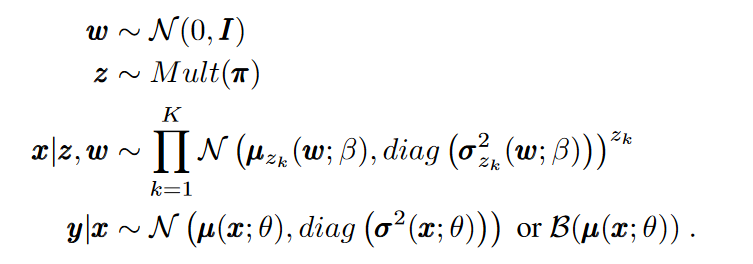 w ∼ N(0, I)
z ∼ Mult(π)
x|z, w ∼ ∏_{k=1}^{K} N(μ_{z_k}(w; β), diag(σ²_{z_k}(w; β)))^{z_k}
y|x ∼ N(μ(x; θ), diag(σ²(x; θ))) or B(μ(x; θ)) .